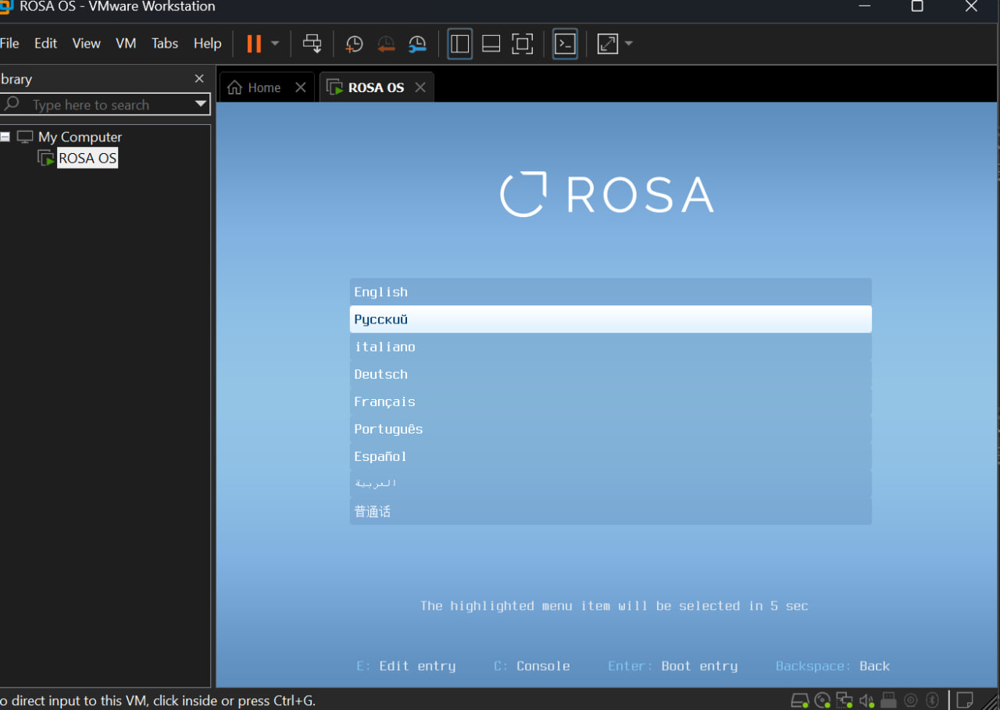 ROSA OS - VMware Workstation
File Edit View VM Tabs Help
brary
Type here to search
My Computer
ROSA OS
Home
ROSA OS
ROSA
English
Русский
italiano
Deutsch
Français
Português
Español
العربية
普通话
The highlighted menu item will be selected in 5 sec
E: Edit entry C: Console Enter: Boot entry Backspace: Back
o direct input to this VM, click inside or press Ctrl+G.